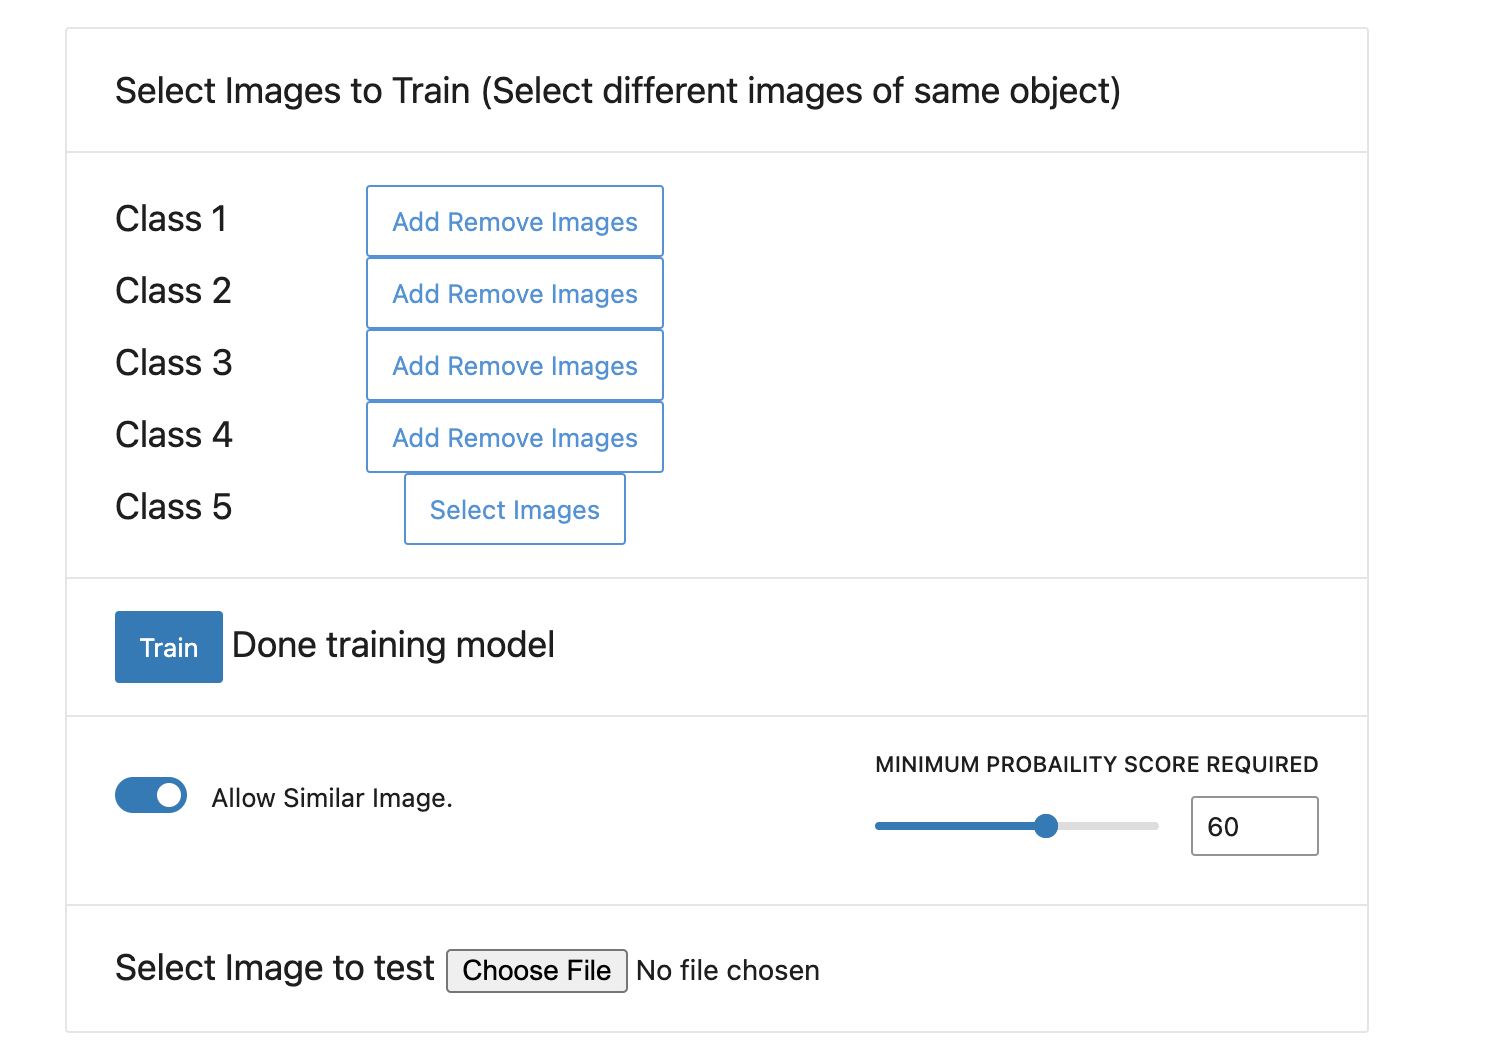 Select Images to Train (Select different images of same object)
Class 1 Add Remove Images
Class 2 Add Remove Images
Class 3 Add Remove Images
Class 4 Add Remove Images
Class 5 Select Images
Train Done training model
MINIMUM PROBAILITY SCORE REQUIRED
Allow Similar Image.
60
Select Image to test Choose File No file chosen